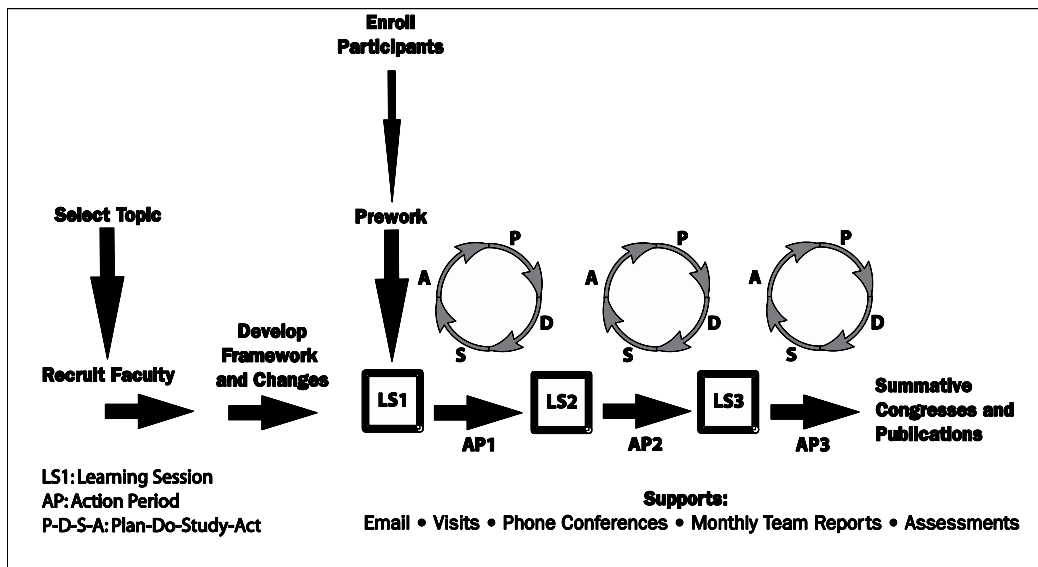 Enroll
Participants
Select Topic
Prework
P
A
D
S
P
A
D
S
P
A
D
S
Recruit Faculty
Develop
Framework
and Changes
LS1
LS2
LS3
AP1
AP2
AP3
Summative
Congresses and
Publications
LS1: Learning Session
AP: Action Period
P-D-S-A: Plan-Do-Study-Act
Supports:
Email • Visits • Phone Conferences • Monthly Team Reports • Assessments